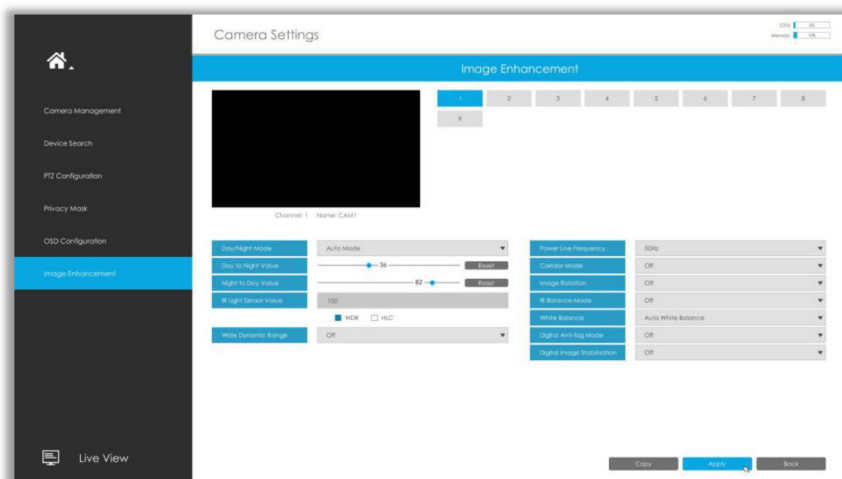 Camera Settings
CPU
Memory
Image Enhancement
1 2 3 4 5 6 7 8
9
Camera Management
Device Search
PTZ Configuration
Privacy Mask
OSD Configuration
Image Enhancement
Live View
Channel: 1 Name: CAM1
Day/Night Mode Auto Mode
Day to Night Value 36 Reset
Night to Day Value 82 Reset
IR Light Sensor Value 100
WDR HLC
Wide Dynamic Range Off
Power Line Frequency 50Hz
Corridor Mode Off
Image Rotation Off
IR Balance Mode Off
White Balance Auto White Balance
Digital Anti-fog Mode Off
Digital Image Stabilisation Off
Copy Apply Back